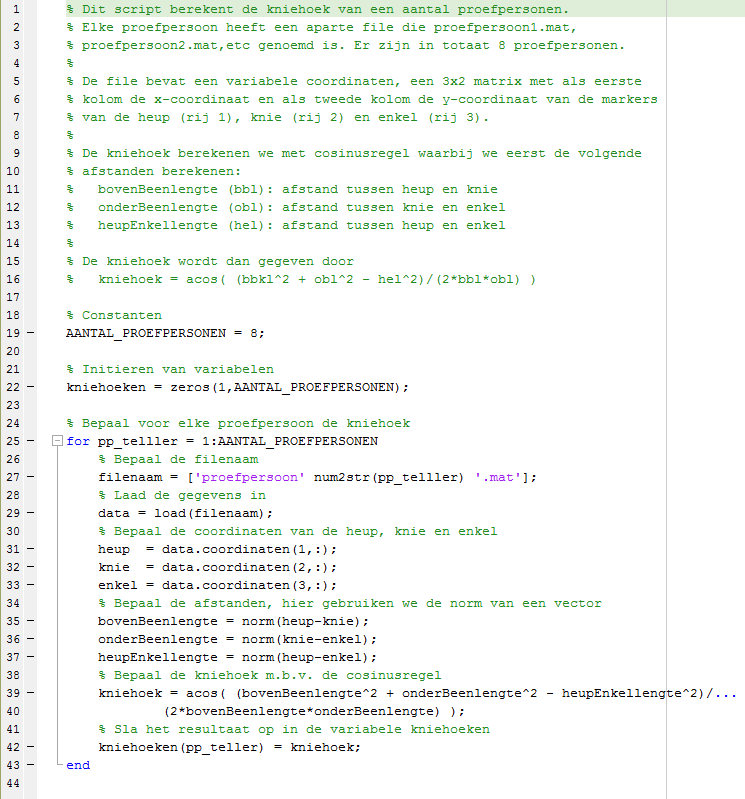 1 % Dit script berekent de kniehoek van een aantal proefpersonen.
2 % Elke proefpersoon heeft een aparte file die proefpersoon1.mat,
3 % proefpersoon2.mat,etc genoemd is. Er zijn in totaat 8 proefpersonen.
4 %
5 % De file bevat een variabele coordinaten, een 3x2 matrix met als eerste
6 % kolom de x-coordinaat en als tweede kolom de y-coordinaat van de markers
7 % van de heup (rij 1), knie (rij 2) en enkel (rij 3).
8 %
9 % De kniehoek berekenen we met cosinusregel waarbij we eerst de volgende
10 % afstanden berekenen:
11 %   bovenBeenlengte (bbl): afstand tussen heup en knie
12 %   onderBeenlengte (obl): afstand tussen knie en enkel
13 %   heupEnkellengte (hel): afstand tussen heup en enkel
14 %
15 % De kniehoek wordt dan gegeven door
16 %   kniehoek = acos( (bbkl^2 + obl^2 - hel^2)/(2*bbl*obl) )
17
18 % Constanten
19 – AANTAL_PROEFPERSONEN = 8;
20
21 % Initieren van variabelen
22 – kniehoeken = zeros(1,AANTAL_PROEFPERSONEN);
23
24 % Bepaal voor elke proefpersoon de kniehoek
25 – for pp_telller = 1:AANTAL_PROEFPERSONEN
26     % Bepaal de filenaam
27 –     filenaam = ['proefpersoon' num2str(pp_telller) '.mat'];
28     % Laad de gegevens in
29 –     data = load(filenaam);
30     % Bepaal de coordinaten van de heup, knie en enkel
31 –     heup  = data.coordinaten(1,:);
32 –     knie  = data.coordinaten(2,:);
33 –     enkel = data.coordinaten(3,:);
34     % Bepaal de afstanden, hier gebruiken we de norm van een vector
35 –     bovenBeenlengte = norm(heup-knie);
36 –     onderBeenlengte = norm(knie-enkel);
37 –     heupEnkellengte = norm(heup-enkel);
38     % Bepaal de kniehoek m.b.v. de cosinusregel
39 –     kniehoek = acos( (bovenBeenlengte^2 + onderBeenlengte^2 - heupEnkellengte^2)/...
40             (2*bovenBeenlengte*onderBeenlengte) );
41     % Sla het resultaat op in de variabele kniehoeken
42 –     kniehoeken(pp_teller) = kniehoek;
43 – end
44